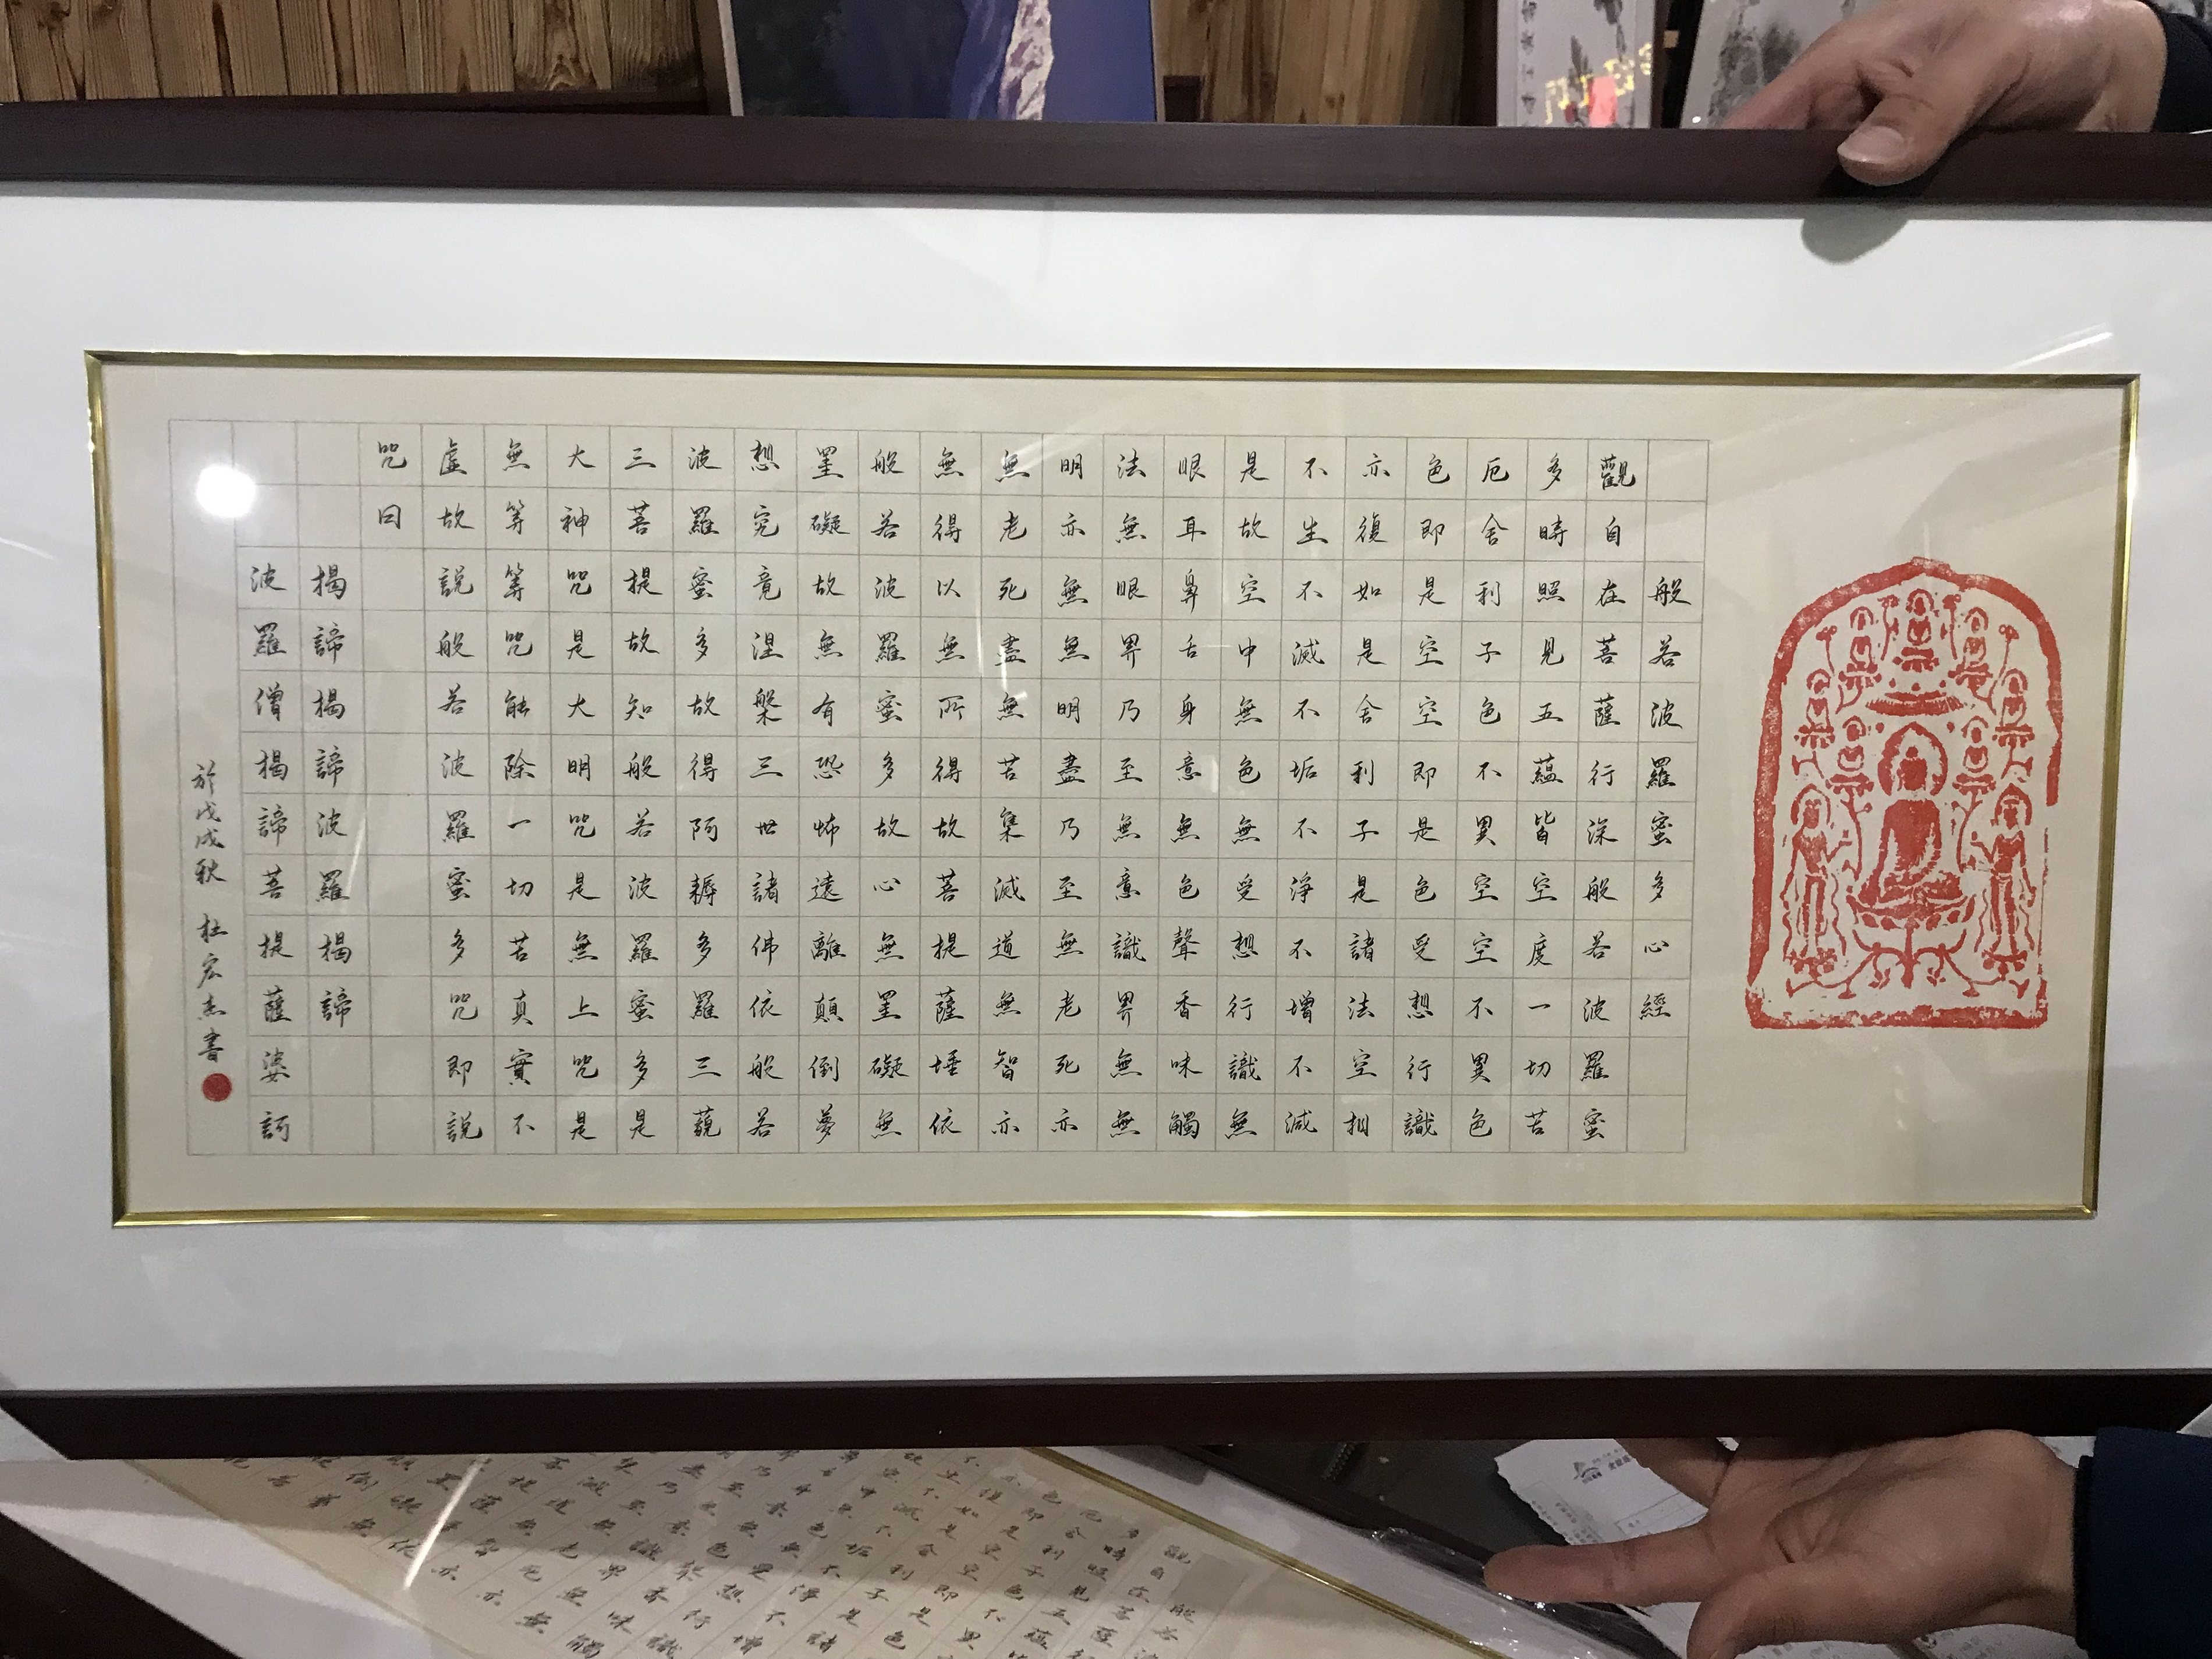 般若波羅蜜多心經
觀自在菩薩行深般若波羅蜜
多時照見五蘊皆空度一切苦
厄舍利子色不異空空不異色
色即是空空即是色受想行識
亦復如是舍利子是諸法空相
不生不滅不垢不淨不增不減
是故空中無色無受想行識無
眼耳鼻舌身意無色聲香味觸
法無眼界乃至無意識界無無
明亦無無明盡乃至無老死亦
無老死盡無苦集滅道無智亦
無得以無所得故菩提薩埵依
般若波羅蜜多故心無罣礙無
罣礙故無有恐怖遠離顛倒夢
想究竟涅槃三世諸佛依般若
波羅蜜多故得阿耨多羅三藐
三菩提故知般若波羅蜜多是
大神咒是大明咒是無上咒是
無等等咒能除一切苦真實不
虛故說般若波羅蜜多咒即說
咒曰
揭諦揭諦波羅揭諦
波羅僧揭諦菩提薩婆訶
於戊戌秋 杜宏杰書